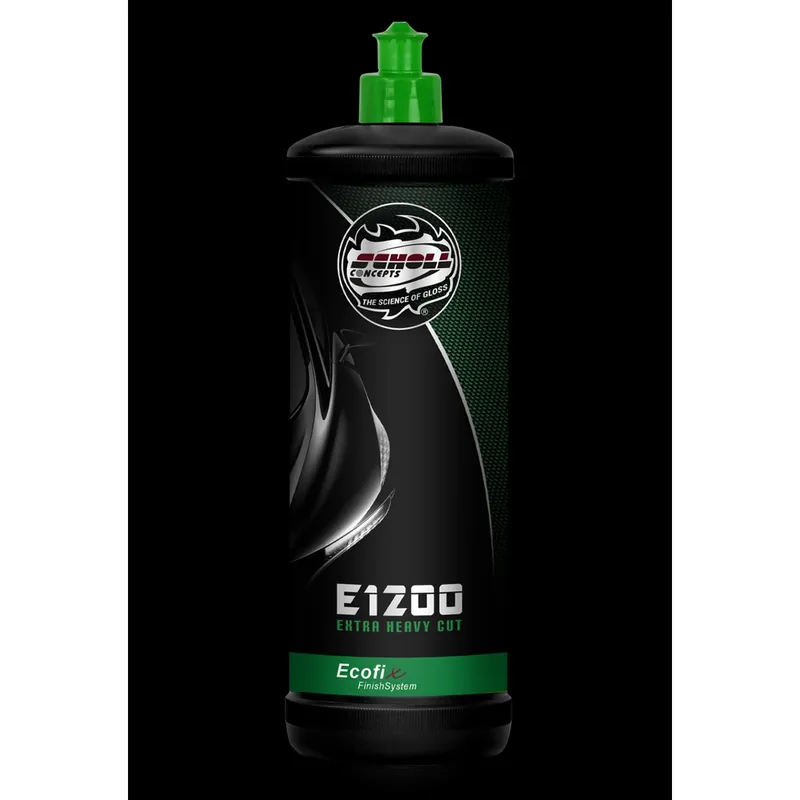 SCHOLL
CONCEPTS
THE SCIENCE OF GLOSS
®
E1200
EXTRA HEAVY CUT
Ecofix
FinishSystem